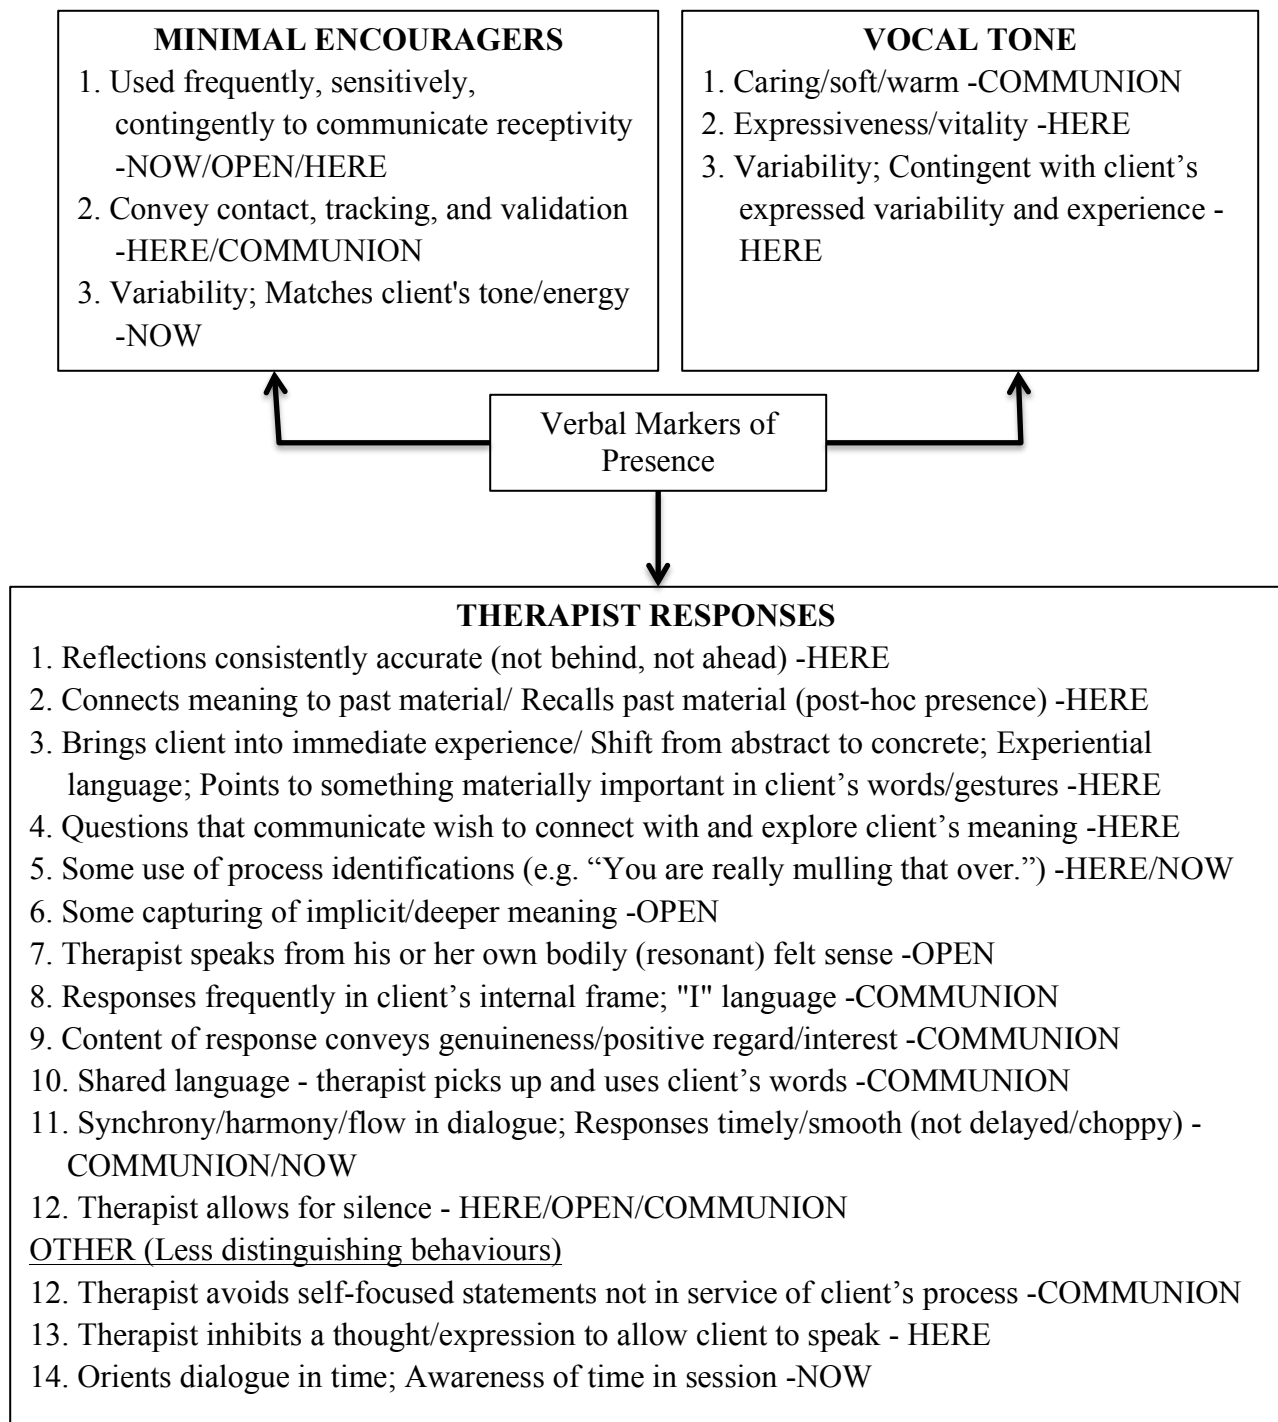 MINIMAL ENCOURAGERS
1. Used frequently, sensitively,
contingently to communicate receptivity
-NOW/OPEN/HERE
2. Convey contact, tracking, and validation
-HERE/COMMUNION
3. Variability; Matches client's tone/energy
-NOW
VOCAL TONE
1. Caring/soft/warm -COMMUNION
2. Expressiveness/vitality -HERE
3. Variability; Contingent with client’s
expressed variability and experience -
HERE
Verbal Markers of
Presence
THERAPIST RESPONSES
1. Reflections consistently accurate (not behind, not ahead) -HERE
2. Connects meaning to past material/ Recalls past material (post-hoc presence) -HERE
3. Brings client into immediate experience/ Shift from abstract to concrete; Experiential
language; Points to something materially important in client’s words/gestures -HERE
4. Questions that communicate wish to connect with and explore client’s meaning -HERE
5. Some use of process identifications (e.g. “You are really mulling that over.”) -HERE/NOW
6. Some capturing of implicit/deeper meaning -OPEN
7. Therapist speaks from his or her own bodily (resonant) felt sense -OPEN
8. Responses frequently in client’s internal frame; "I" language -COMMUNION
9. Content of response conveys genuineness/positive regard/interest -COMMUNION
10. Shared language - therapist picks up and uses client’s words -COMMUNION
11. Synchrony/harmony/flow in dialogue; Responses timely/smooth (not delayed/choppy) -
COMMUNION/NOW
12. Therapist allows for silence - HERE/OPEN/COMMUNION
OTHER (Less distinguishing behaviours)
12. Therapist avoids self-focused statements not in service of client’s process -COMMUNION
13. Therapist inhibits a thought/expression to allow client to speak - HERE
14. Orients dialogue in time; Awareness of time in session -NOW